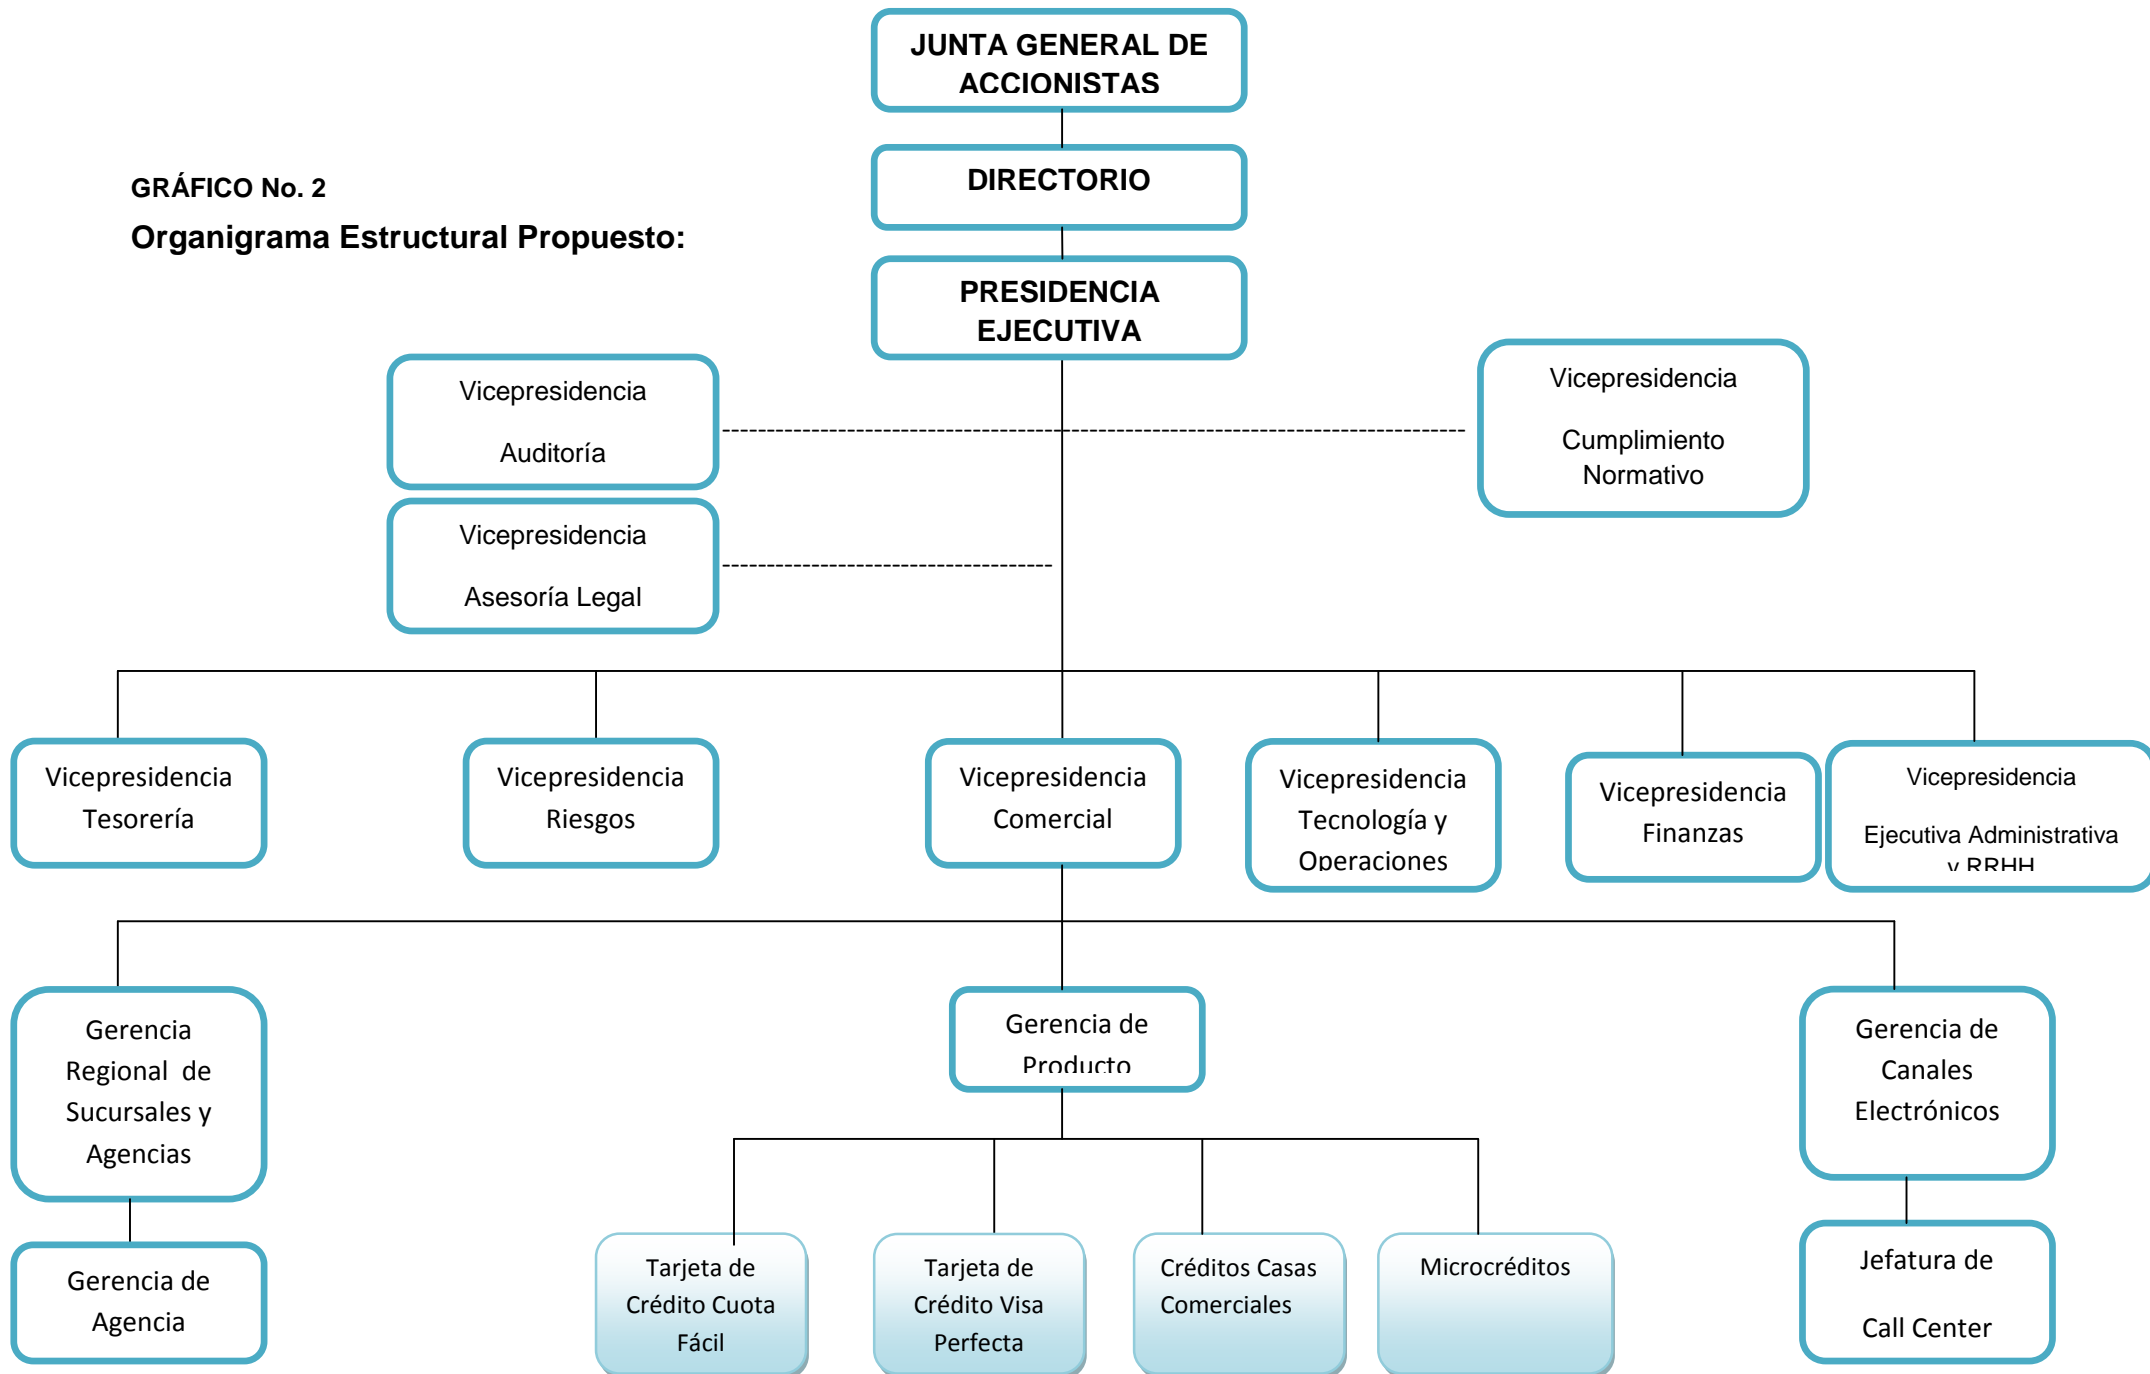 JUNTA GENERAL DE
ACCIONISTAS
DIRECTORIO
GRÁFICO No. 2
Organigrama Estructural Propuesto:
PRESIDENCIA
EJECUTIVA
Vicepresidencia
Auditoría
Vicepresidencia
Cumplimiento
Normativo
Vicepresidencia
Asesoría Legal
Vicepresidencia
Tesorería
Vicepresidencia
Riesgos
Vicepresidencia
Comercial
Vicepresidencia
Tecnología y
Operaciones
Vicepresidencia
Finanzas
Vicepresidencia
Ejecutiva Administrativa
y RRHH
Gerencia
Regional de
Sucursales y
Agencias
Gerencia de
Producto
Gerencia de
Canales
Electrónicos
Gerencia de
Agencia
Tarjeta de
Crédito Cuota
Fácil
Tarjeta de
Crédito Visa
Perfecta
Créditos Casas
Comerciales
Microcréditos
Jefatura de
Call Center